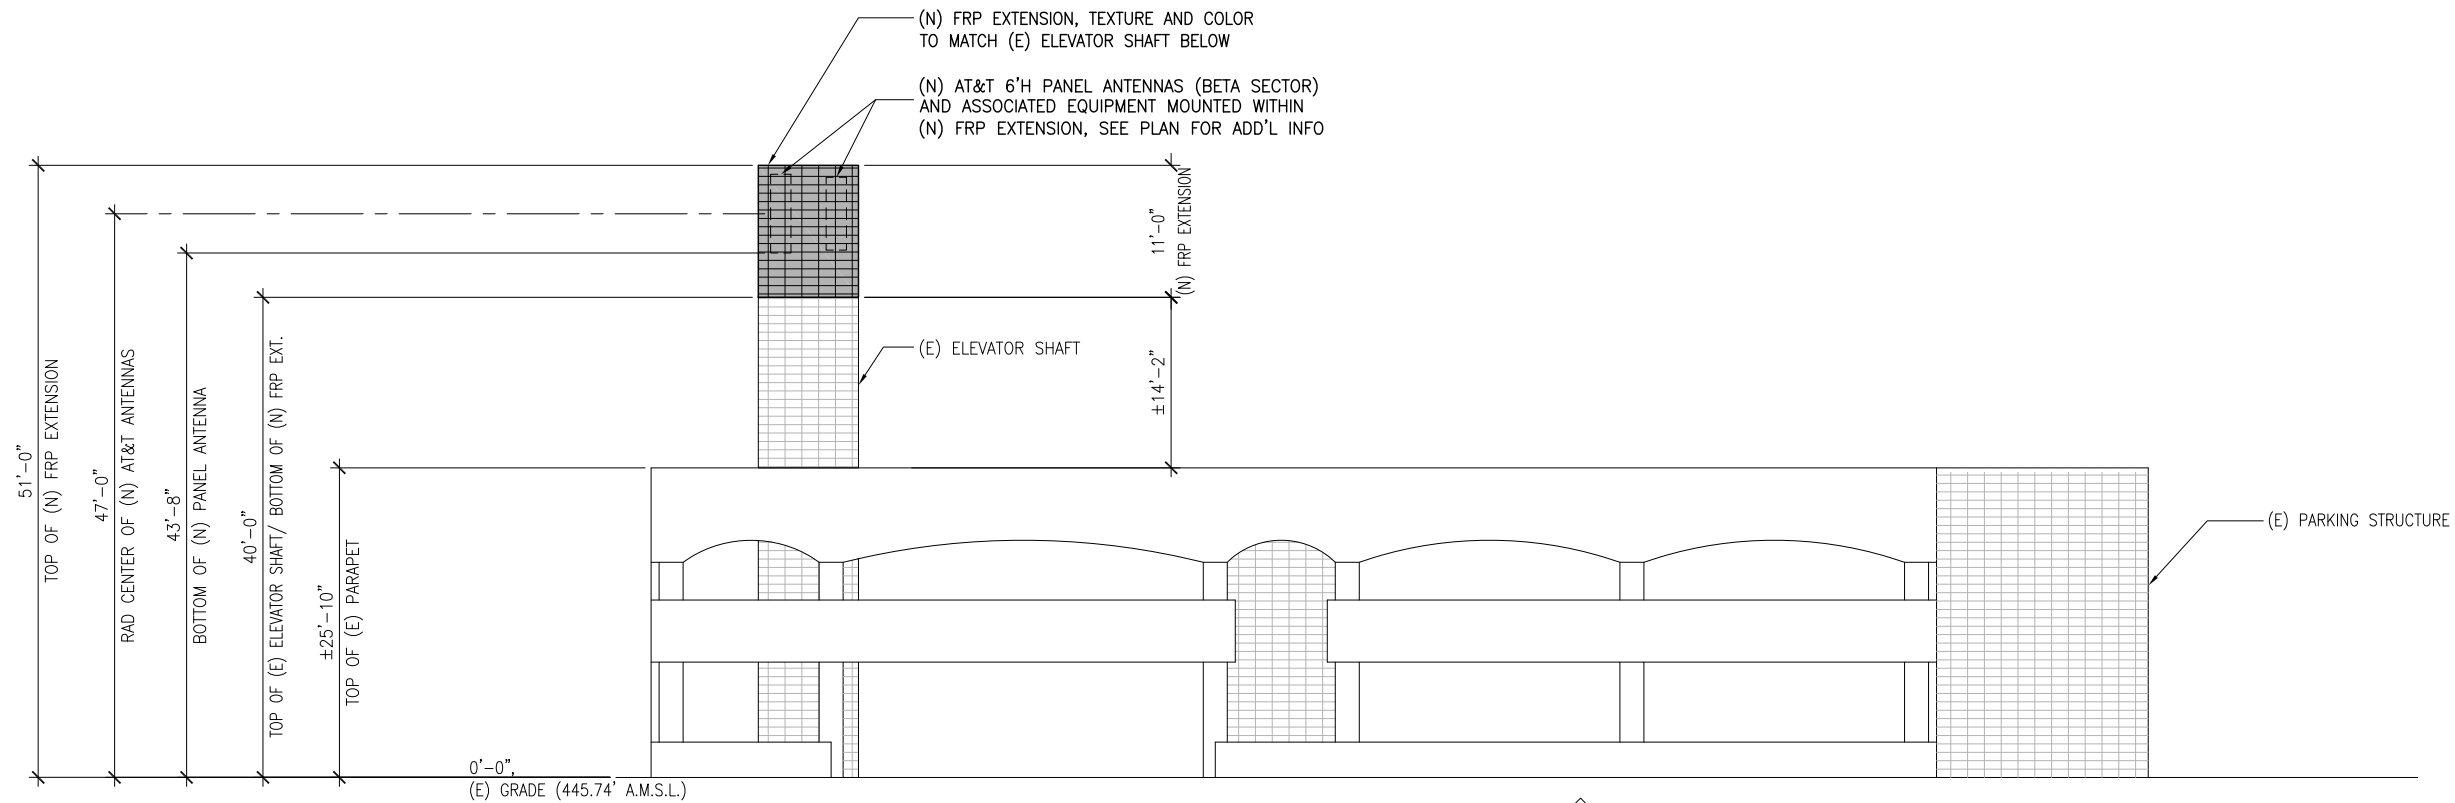 (N) FRP EXTENSION, TEXTURE AND COLOR
TO MATCH (E) ELEVATOR SHAFT BELOW
(N) AT&T 6'H PANEL ANTENNAS (BETA SECTOR)
AND ASSOCIATED EQUIPMENT MOUNTED WITHIN
(N) FRP EXTENSION, SEE PLAN FOR ADD'L INFO
51'-0"
TOP OF (N) FRP EXTENSION
47'-0"
RAD CENTER OF (N) AT&T ANTENNAS
43'-8"
BOTTOM OF (N) PANEL ANTENNA
40'-0"
TOP OF (E) ELEVATOR SHAFT/ BOTTOM OF (N) FRP EXT.
±25'-10"
TOP OF (E) PARAPET
11'-0"
(N) FRP EXTENSION
±14'-2"
(E) ELEVATOR SHAFT
(E) PARKING STRUCTURE
0'-0",
(E) GRADE (445.74' A.M.S.L.)